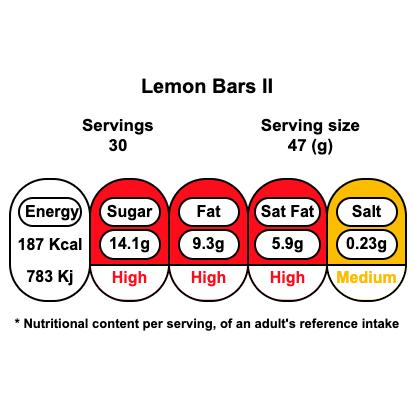 Lemon Bars II
Servings
30
Serving size
47 (g)
Energy
187 Kcal
783 Kj
Sugar
14.1g
High
Fat
9.3g
High
Sat Fat
5.9g
High
Salt
0.23g
Medium
* Nutritional content per serving, of an adult's reference intake